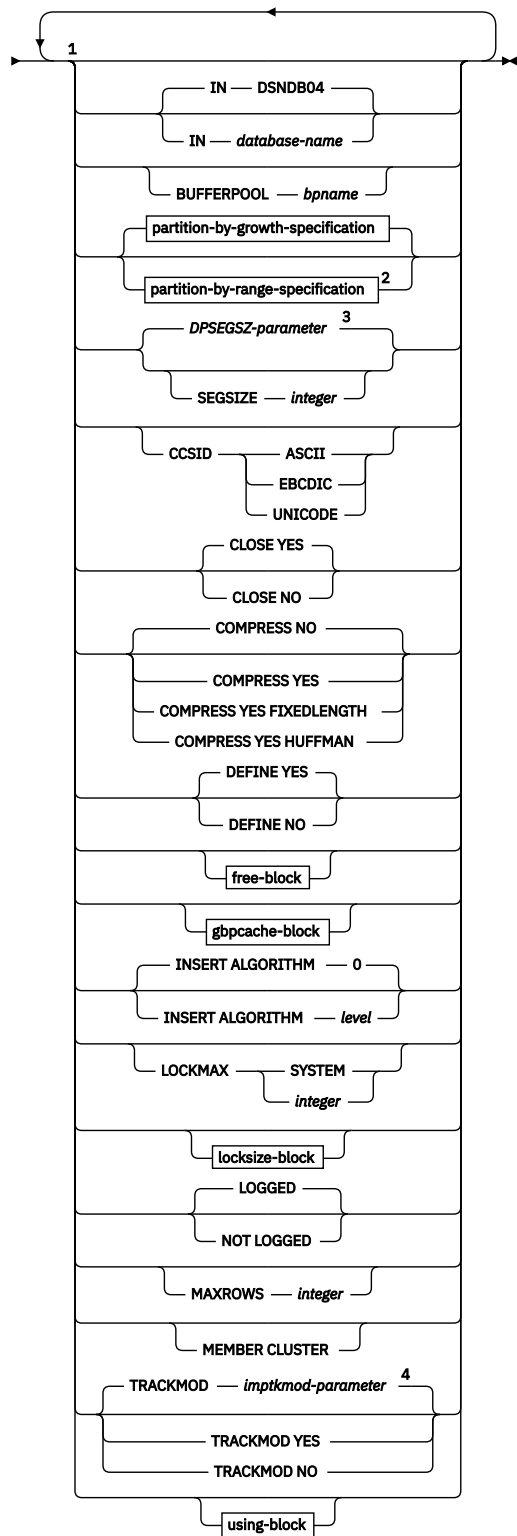 1
IN DSNDB04
IN database-name
BUFFERPOOL bpname
partition-by-growth-specification
partition-by-range-specification 2
DPSEGSZ-parameter 3
SEGSIZE integer
CCSID ASCII
EBCDIC
UNICODE
CLOSE YES
CLOSE NO
COMPRESS NO
COMPRESS YES
COMPRESS YES FIXEDLENGTH
COMPRESS YES HUFFMAN
DEFINE YES
DEFINE NO
free-block
gbpcache-block
INSERT ALGORITHM 0
INSERT ALGORITHM level
LOCKMAX SYSTEM
integer
locksize-block
LOGGED
NOT LOGGED
MAXROWS integer
MEMBER CLUSTER
TRACKMOD imptkmod-parameter 4
TRACKMOD YES
TRACKMOD NO
using-block